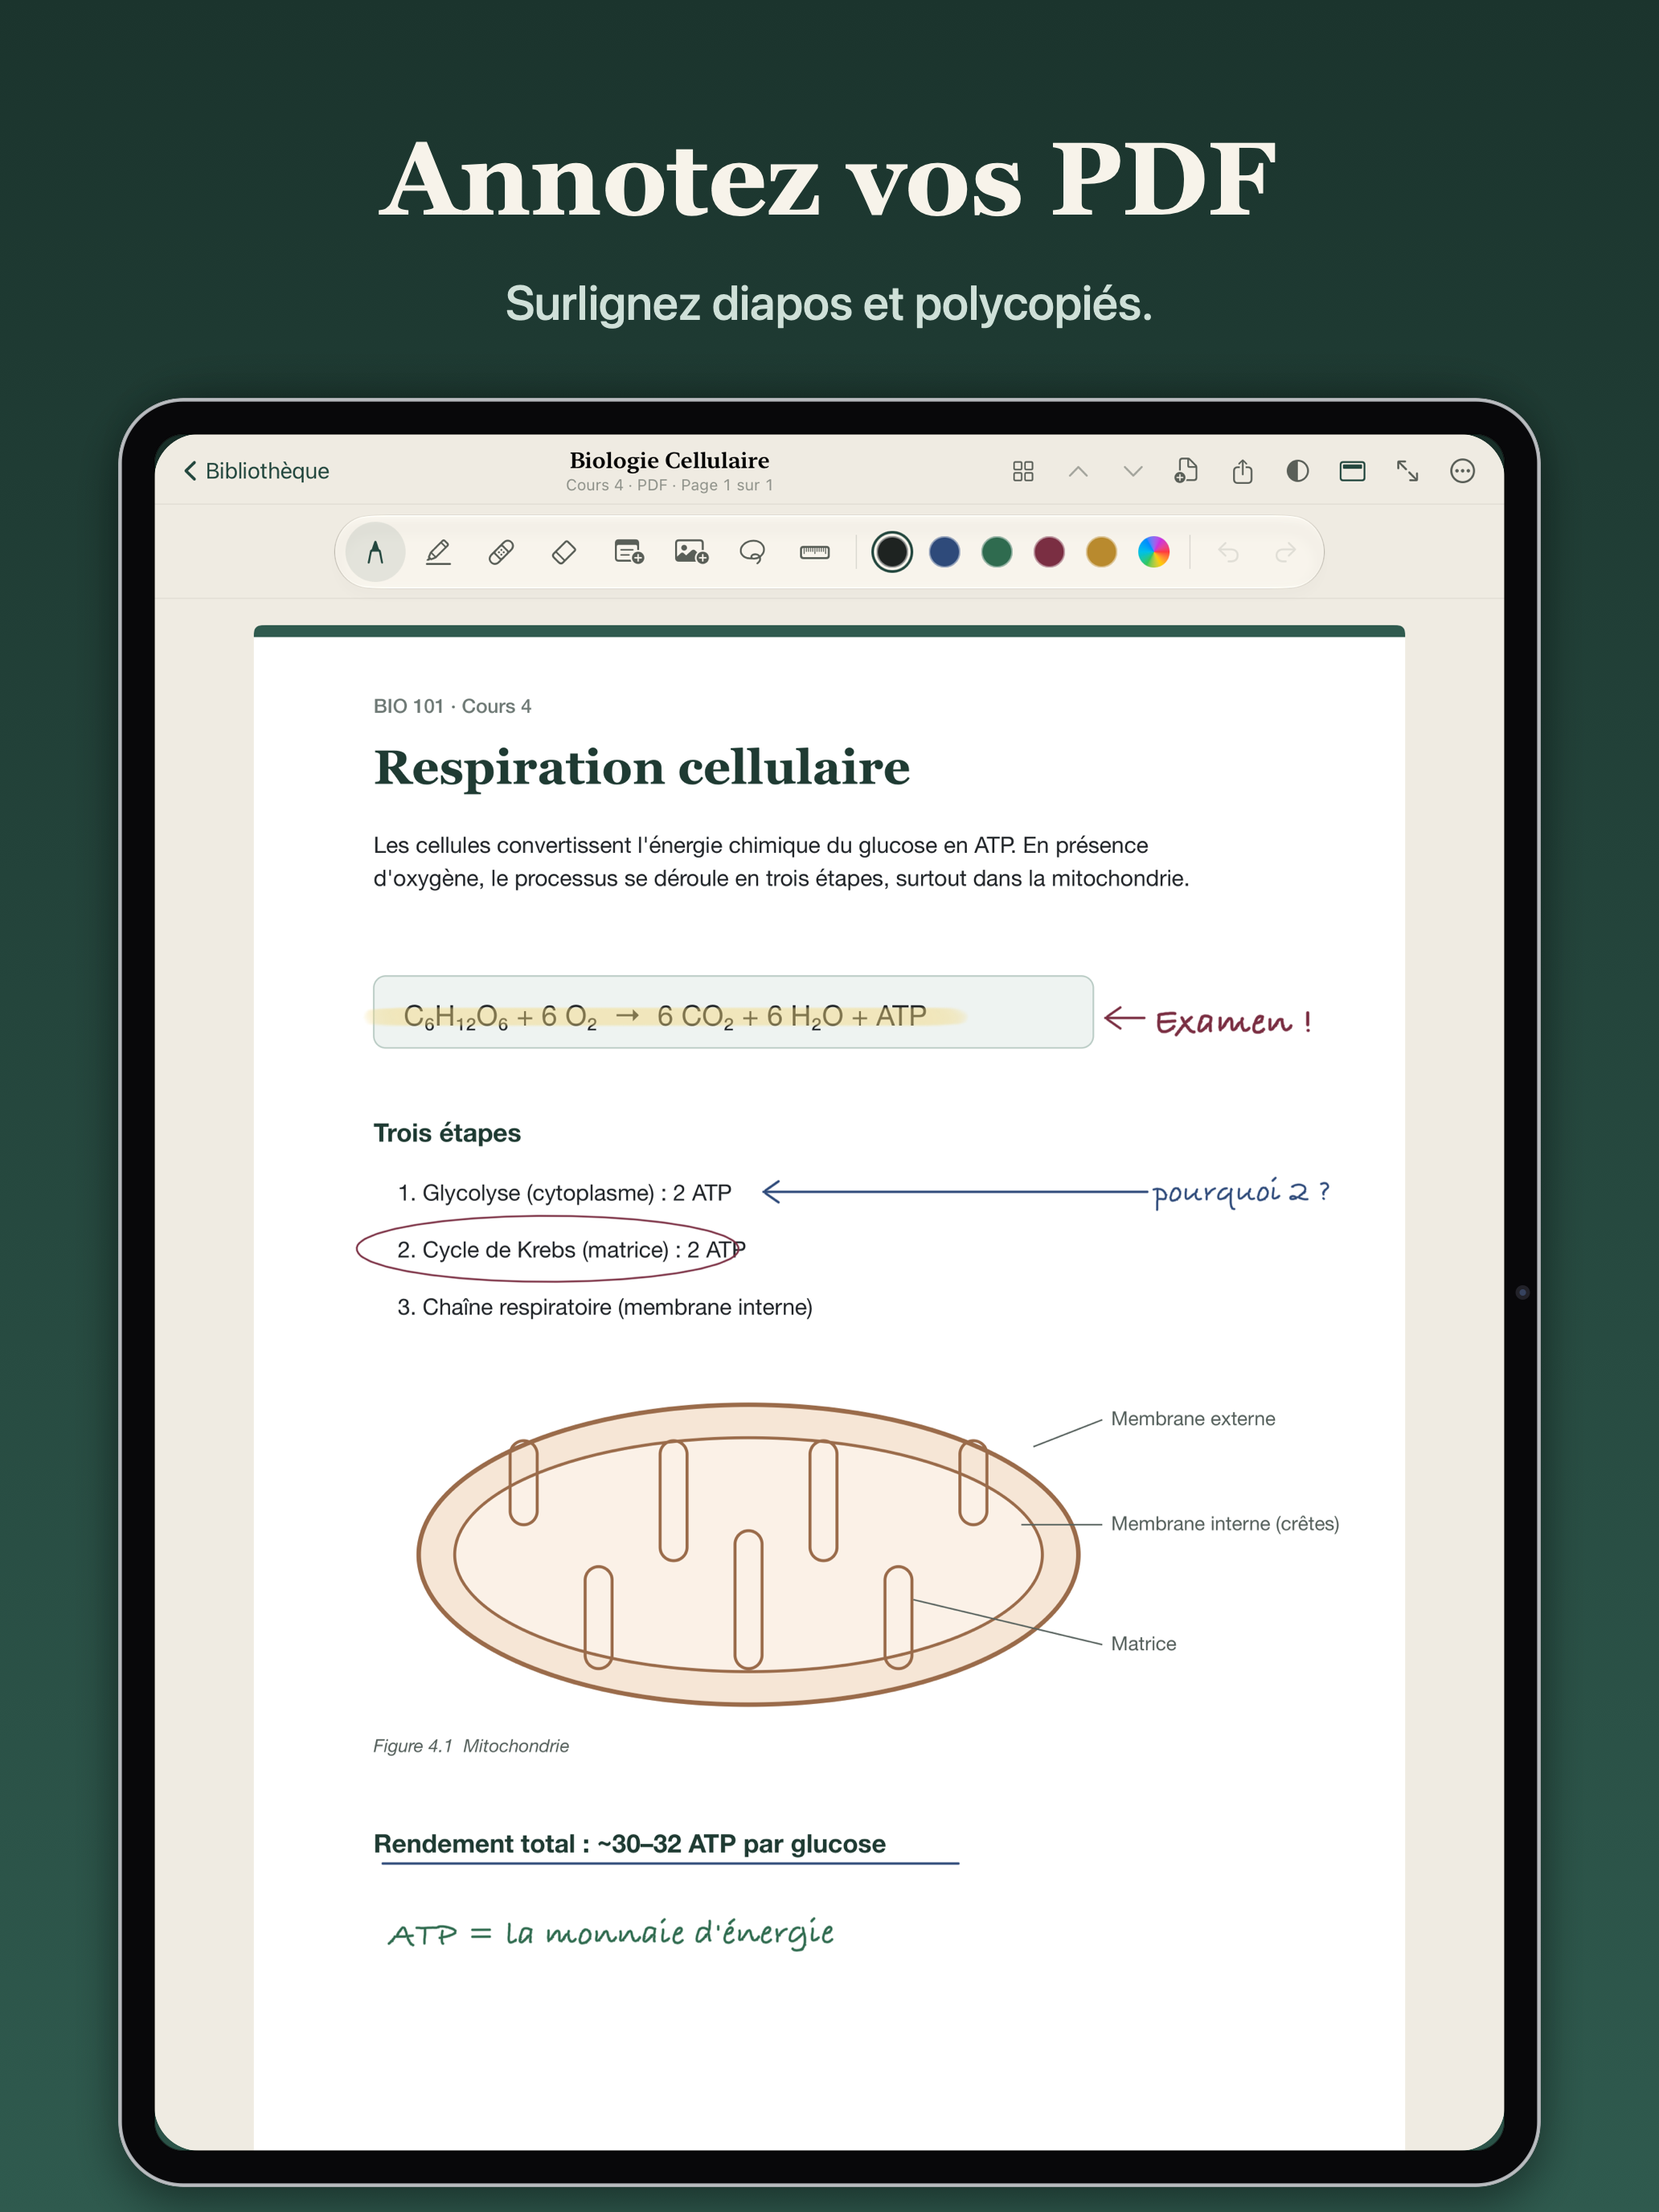 Annotez vos PDF
Surlignez diapos et polycopiés.
Bibliothèque
Biologie Cellulaire
Cours 4 · PDF · Page 1 sur 1
BIO 101 · Cours 4
Respiration cellulaire
Les cellules convertissent l'énergie chimique du glucose en ATP. En présence
d'oxygène, le processus se déroule en trois étapes, surtout dans la mitochondrie.
C₆H₁₂O₆ + 6 O₂ → 6 CO₂ + 6 H₂O + ATP
← Examen !
Trois étapes
1. Glycolyse (cytoplasme) : 2 ATP
pourquoi 2 ?
2. Cycle de Krebs (matrice) : 2 ATP
3. Chaîne respiratoire (membrane interne)
Membrane externe
Membrane interne (crêtes)
Matrice
Figure 4.1 Mitochondrie
Rendement total : ~30–32 ATP par glucose
ATP = la monnaie d'énergie